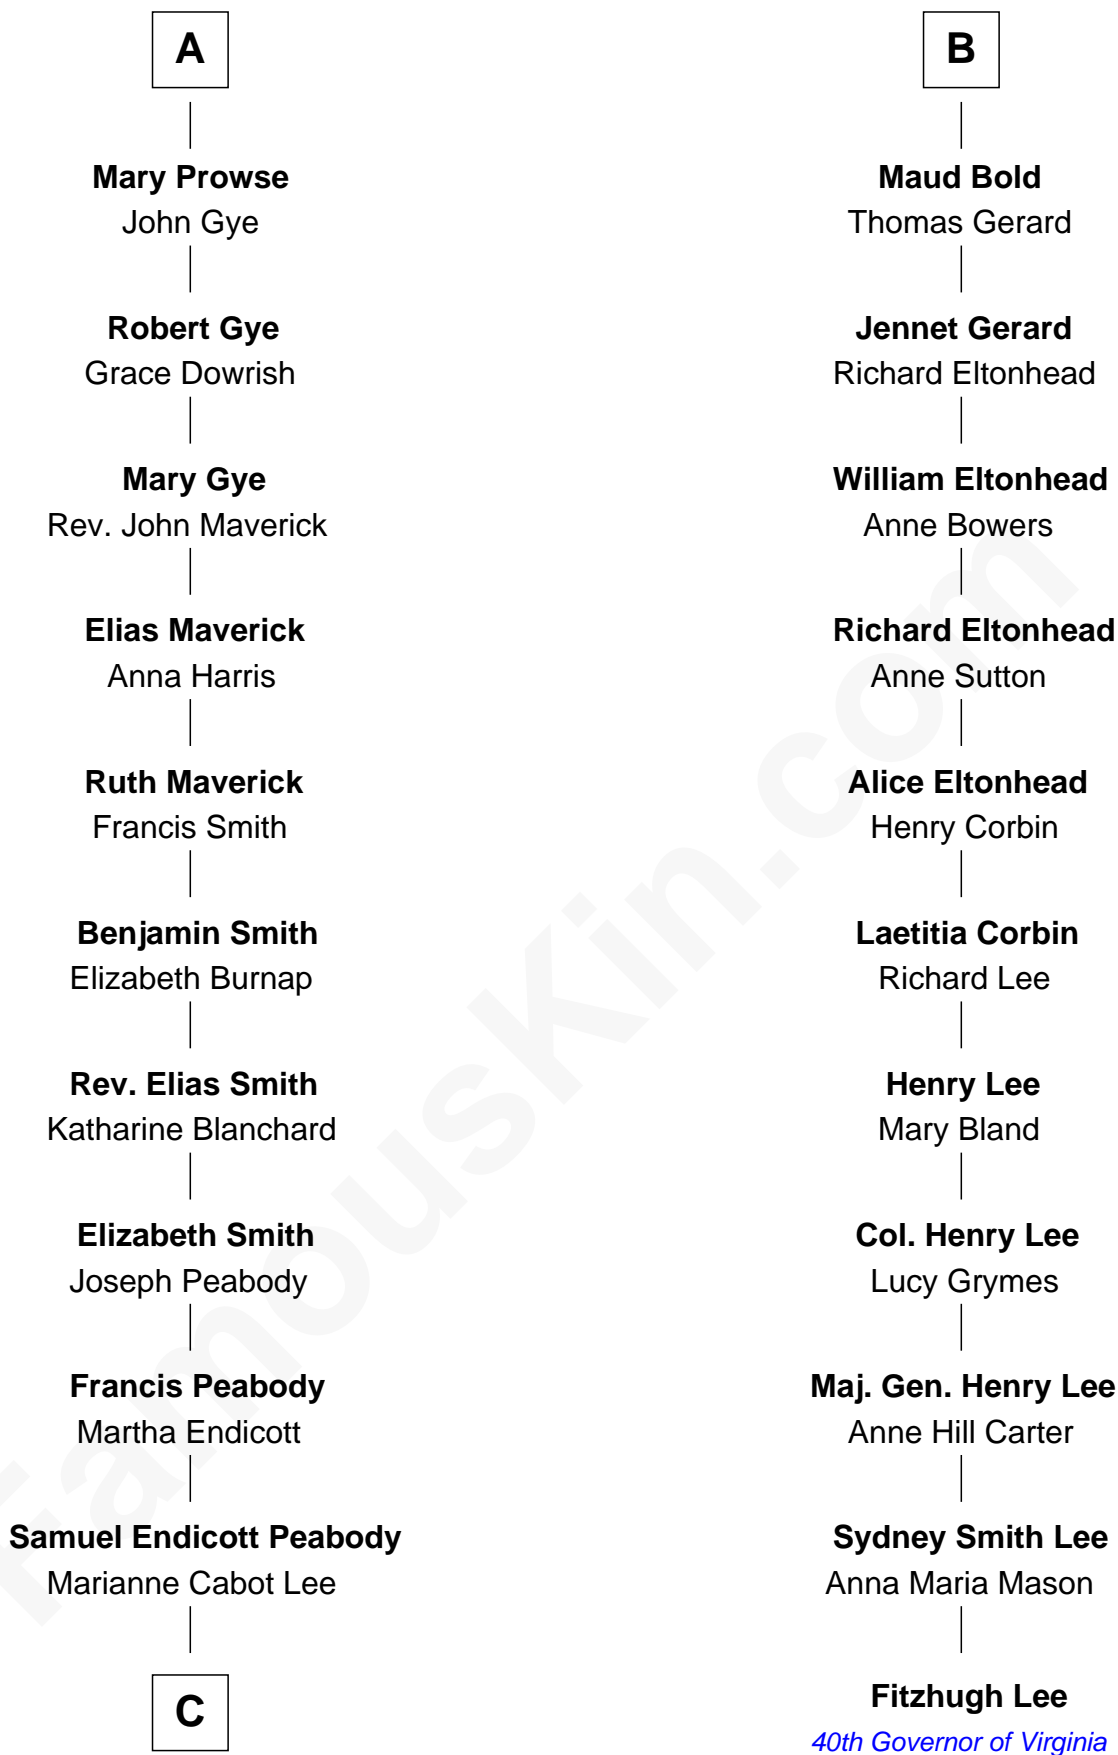 A
Mary Prowse
John Gye
Robert Gye
Grace Dowrish
Mary Gye
Rev. John Maverick
Elias Maverick
Anna Harris
Ruth Maverick
Francis Smith
Benjamin Smith
Elizabeth Burnap
Rev. Elias Smith
Katharine Blanchard
Elizabeth Smith
Joseph Peabody
Francis Peabody
Martha Endicott
Samuel Endicott Peabody
Marianne Cabot Lee
C
B
Maud Bold
Thomas Gerard
Jennet Gerard
Richard Eltonhead
William Eltonhead
Anne Bowers
Richard Eltonhead
Anne Sutton
Alice Eltonhead
Henry Corbin
Laetitia Corbin
Richard Lee
Henry Lee
Mary Bland
Col. Henry Lee
Lucy Grymes
Maj. Gen. Henry Lee
Anne Hill Carter
Sydney Smith Lee
Anna Maria Mason
Fitzhugh Lee
40th Governor of Virginia
FamousKin.com